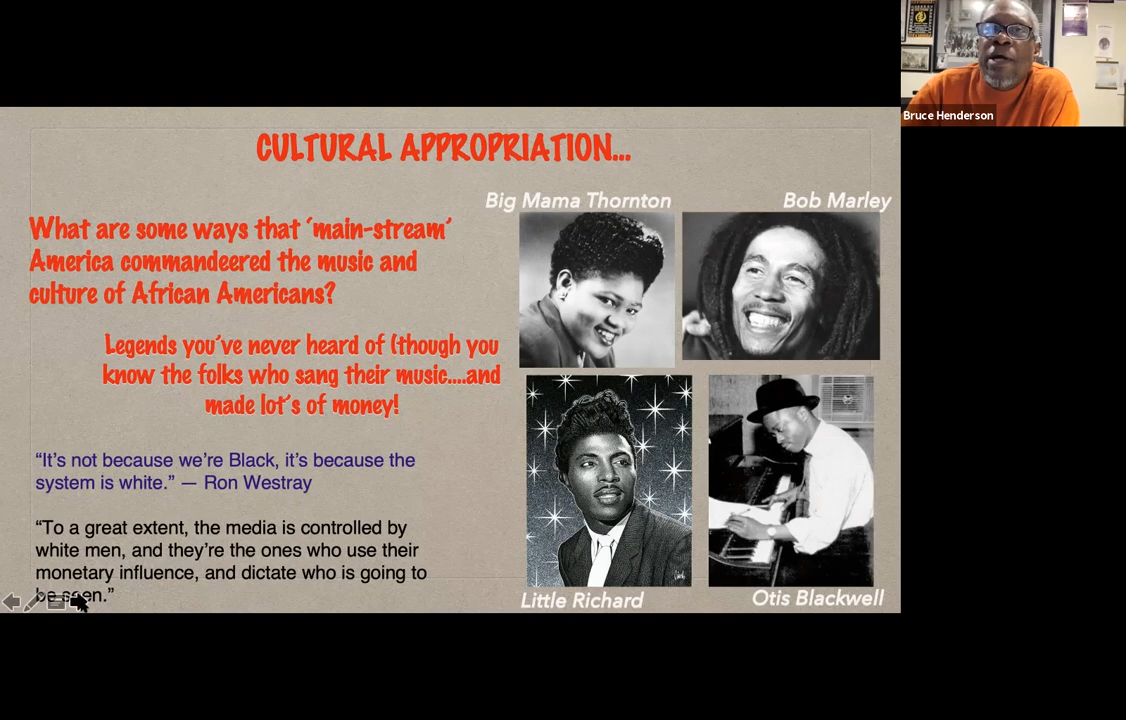 Bruce Henderson
CULTURAL APPROPRIATION...
Big Mama Thornton
Bob Marley
What are some ways that ‘main-stream’
America commandeered the music and
culture of African Americans?
Legends you’ve never heard of (though you
know the folks who sang their music....and
made lot’s of money!
“It’s not because we’re Black, it’s because the
system is white.” — Ron Westray
“To a great extent, the media is controlled by
white men, and they’re the ones who use their
monetary influence, and dictate who is going to
be seen.”
Little Richard
Otis Blackwell